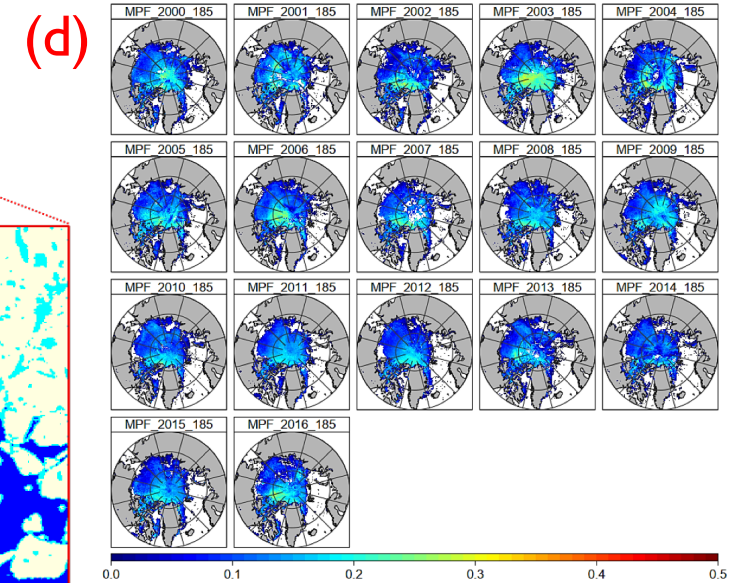 (d)
MPF_2000_185 MPF_2001_185 MPF_2002_185 MPF_2003_185 MPF_2004_185
MPF_2005_185 MPF_2006_185 MPF_2007_185 MPF_2008_185 MPF_2009_185
MPF_2010_185 MPF_2011_185 MPF_2012_185 MPF_2013_185 MPF_2014_185
MPF_2015_185 MPF_2016_185
0.0 0.1 0.2 0.3 0.4 0.5